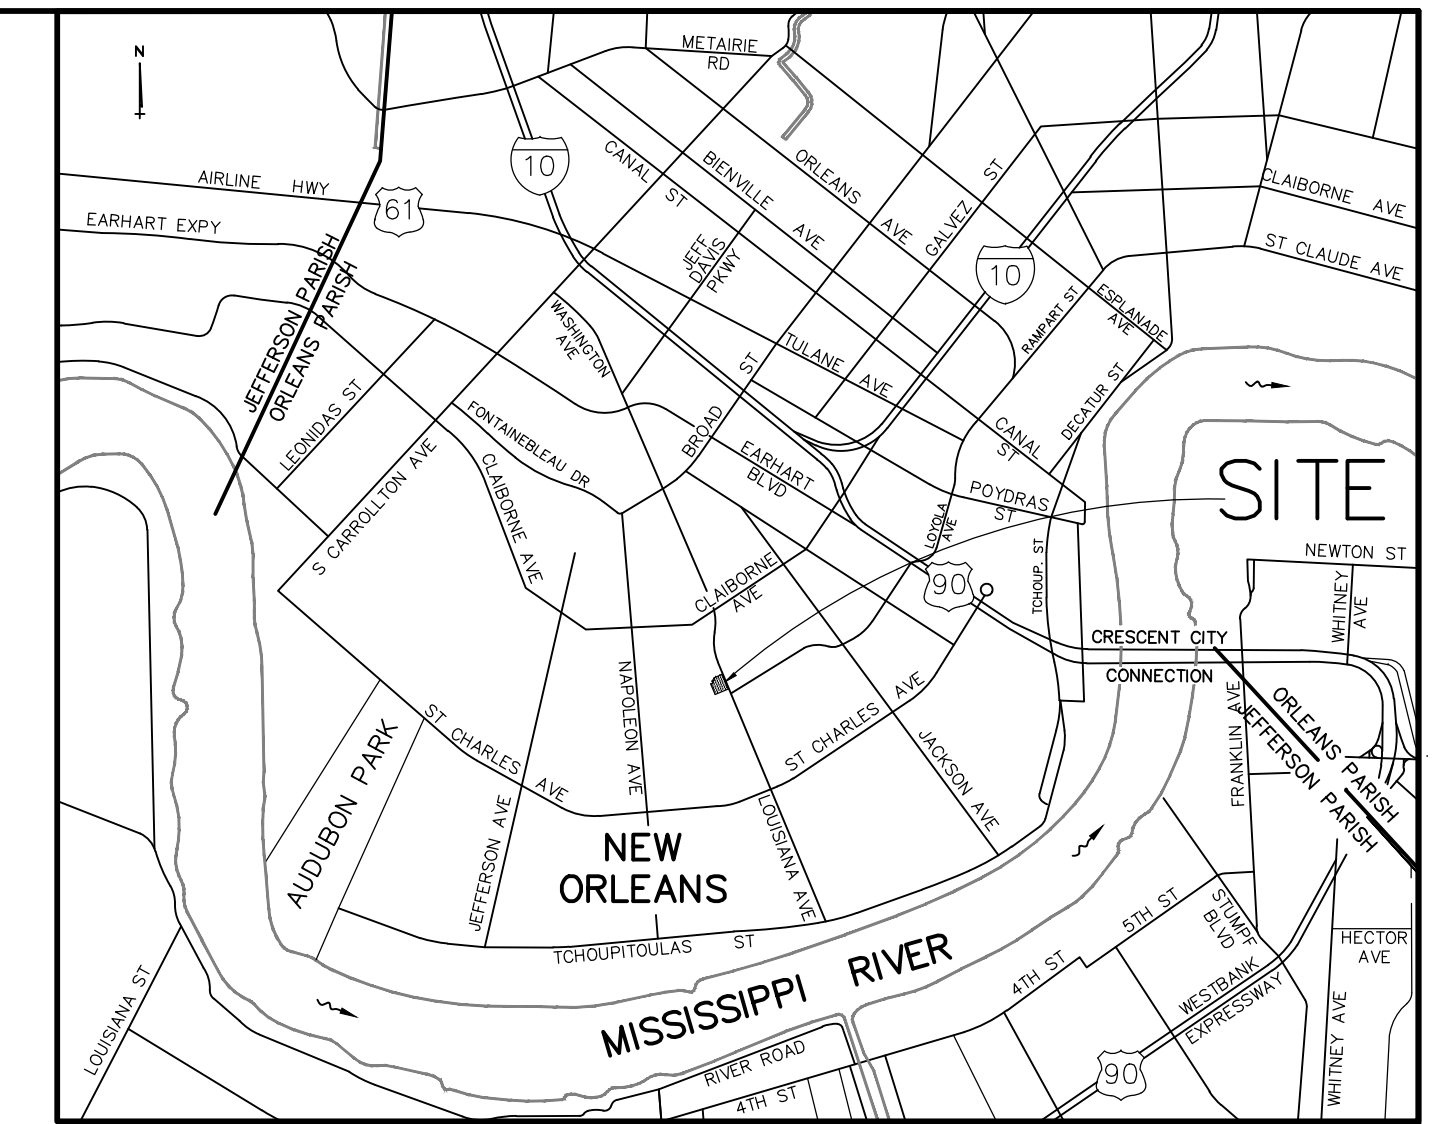 METAIRIE
RD
N
10
CANAL
ST
BIENVILLE
AVE
ORLEANS
AVE
GALVEZ
ST
CLAIBORNE AVE
ST CLAUDE AVE
AIRLINE HWY
61
EARHART EXPY
JEFFERSON PARISH
ORLEANS PARISH
JEFF
DAVIS
PKWY
10
RAMPART ST
ESPLANADE
AVE
WASHINGTON
AVE
TULANE
AVE
DECATUR ST
LEONIDAS ST
FONTAINEBLEAU DR
BROAD
ST
CANAL
ST
S CARROLLTON AVE
CLAIBORNE AVE
EARHART
BLVD
POYDRAS
ST
SITE
LOYOLA
AVE
TCHOUP. ST
NEWTON ST
90
CLAIBORNE
AVE
WHITNEY
AVE
CRESCENT CITY
CONNECTION
NAPOLEON AVE
FRANKLIN AVE
ORLEANS PARISH
JEFFERSON PARISH
AUDUBON PARK
ST CHARLES
AVE
ST CHARLES
AVE
JACKSON AVE
JEFFERSON AVE
LOUISIANA AVE
NEW
ORLEANS
TCHOUPITOULAS ST
MISSISSIPPI RIVER
5TH ST
4TH ST
STUMPF
BLVD
HECTOR
AVE
WESTBANK
EXPRESSWAY
LOUISIANA ST
RIVER ROAD
4TH ST
90
WHITNEY AVE